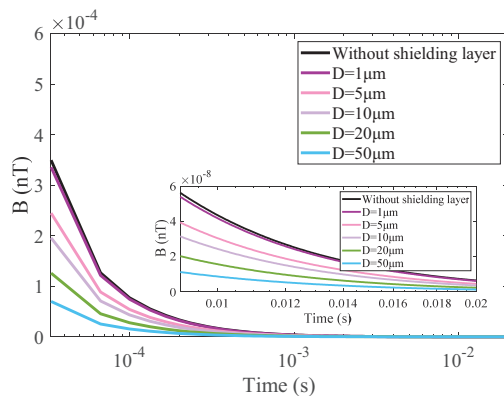 ×10⁻⁴
6
5
4
3
2
1
0
B (nT)
10⁻⁴
10⁻³
10⁻²
Time (s)
Without shielding layer
D=1μm
D=5μm
D=10μm
D=20μm
D=50μm
×10⁻⁸
6
4
2
0
B (nT)
0.01
0.012
0.014
0.016
0.018
0.02
Time (s)
Without shielding layer
D=1μm
D=5μm
D=10μm
D=20μm
D=50μm